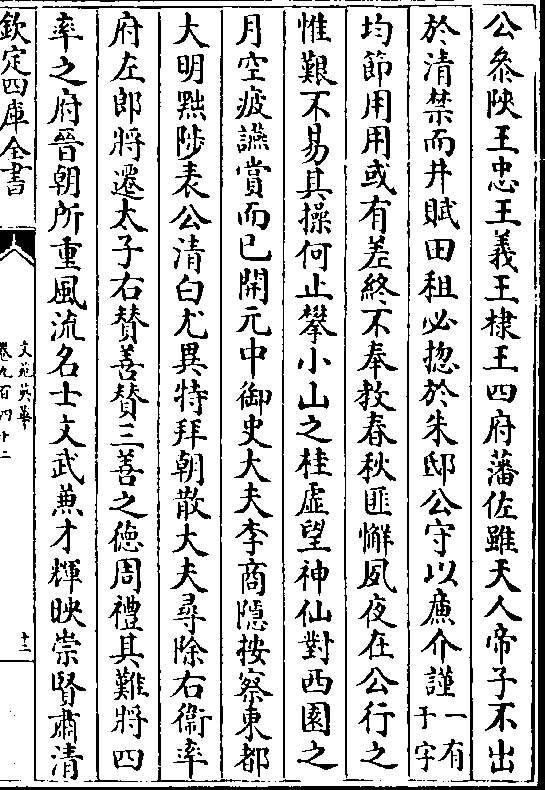 公叅陜王忠王義王棣王四府藩佐雖天人帝子不出
於清禁而井賦田租必揔於朱邸公守以㢘介謹一有于字
均節用用或有差終不奉教春秋匪懈夙夜在公行之
惟艱不易其操何止攀小山之桂虛望神仙對西園之
月空疲讌賞而已開元中御史大夫李商隱按察東都
大明黜陟表公清白尤異特拜朝散大夫尋除右衞率
府左郎將遷太子右賛善賛三善之徳周禮其難將四
率之府晉朝所重風流名士文武兼才輝映崇賢肅清
欽定四庫全書
文苑英華
卷九百四十二
十三